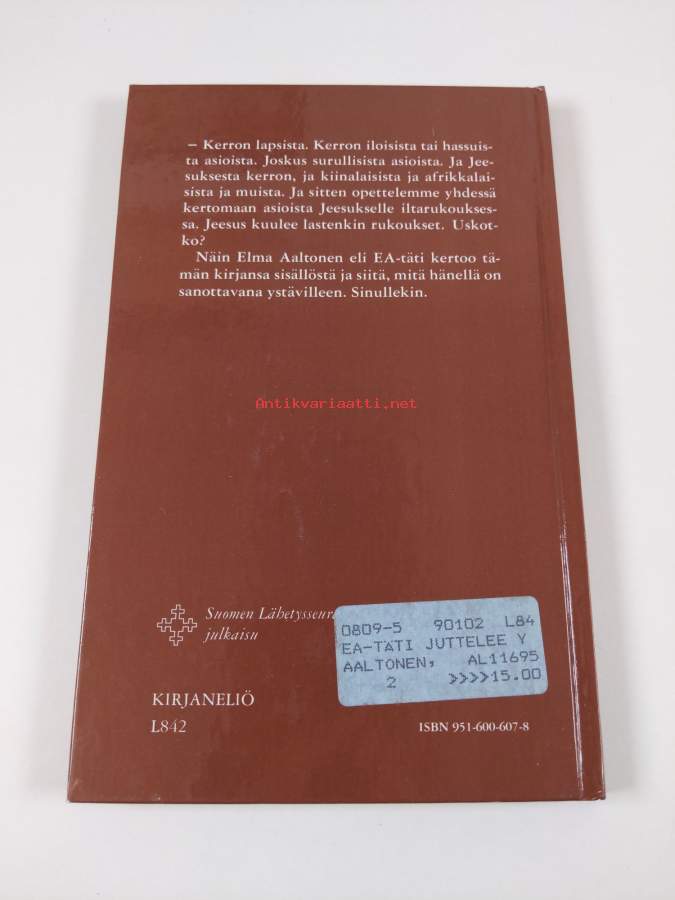 – Kerron lapsista. Kerron iloisista tai hassuis-
ta asioista. Joskus surullisista asioista. Ja Jee-
suksesta kerron, ja kiinalaisista ja afrikkalai-
sista ja muista. Ja sitten opettelemme yhdessä
kertomaan asioista Jeesukselle iltarukoukses-
sa. Jeesus kuulee lastenkin rukoukset. Uskot-
ko?
Näin Elma Aaltonen eli EA-täti kertoo tä-
män kirjansa sisällöstä ja siitä, mitä hänellä on
sanottavana ystävilleen. Sinullekin.
Antikvariaatti.net
Suomen Lähetysseur
julkaisu
0809-5 90102 L84
EA-TÄTI JUTTELEE Y
AALTONEN, AL11695
2 >>>>15.00
KIRJANELIÖ
L842
ISBN 951-600-607-8